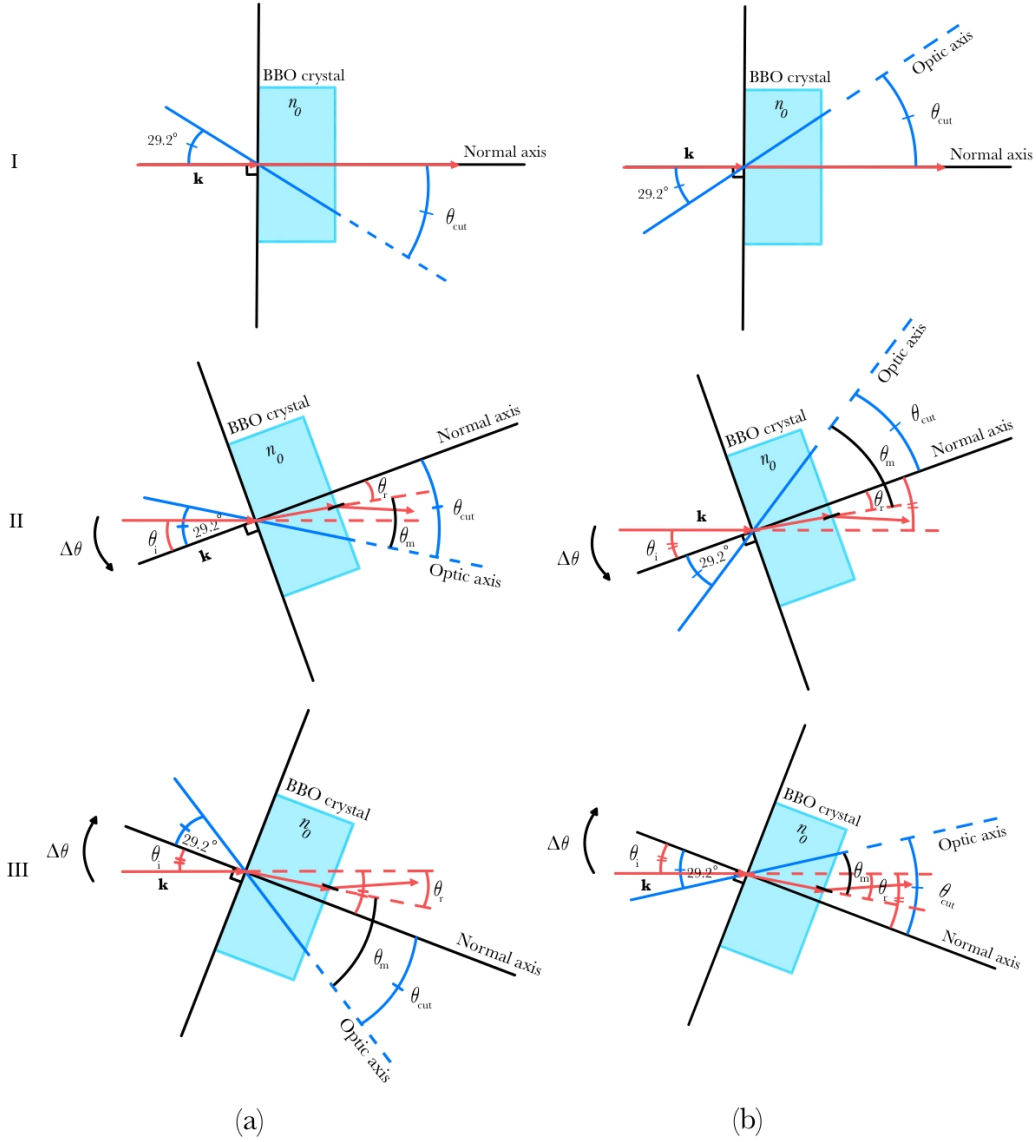 I
BBO crystal
n₀
29.2°
k
Normal axis
θcut
BBO crystal
n₀
29.2°
k
Optic axis
θcut
Normal axis
II
BBO crystal
n₀
Normal axis
θr
θcut
θm
Optic axis
29.2°
θi
k
Δθ
BBO crystal
n₀
Optic axis
θcut
θm
Normal axis
θr
k
θi
29.2°
Δθ
III
BBO crystal
n₀
29.2°
θi
k
Δθ
θr
Normal axis
θm
θcut
Optic axis
BBO crystal
n₀
Optic axis
θi
29.2°
k
Δθ
θm
θr
θcut
Normal axis
(a)
(b)